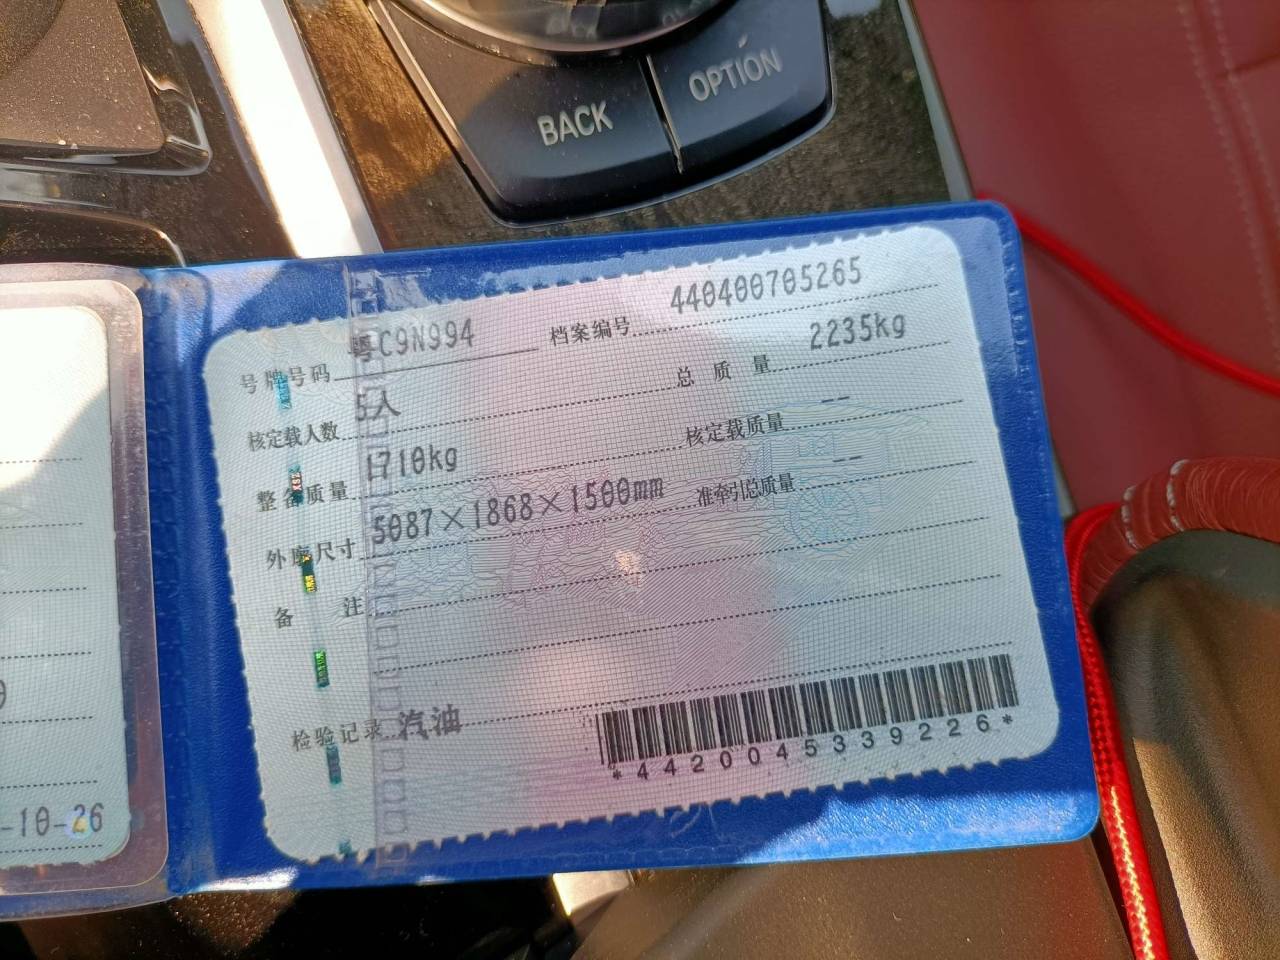 BACK
OPTION
号牌号码 粤C9N994 档案编号 440400705265
核定载人数 5人 总质量 2235kg
整备质量 1710kg 核定载质量 --
外廓尺寸 5087×1868×1500mm 准牵引总质量 --
备注
检验记录 汽油
*4420045339226*
-10-26